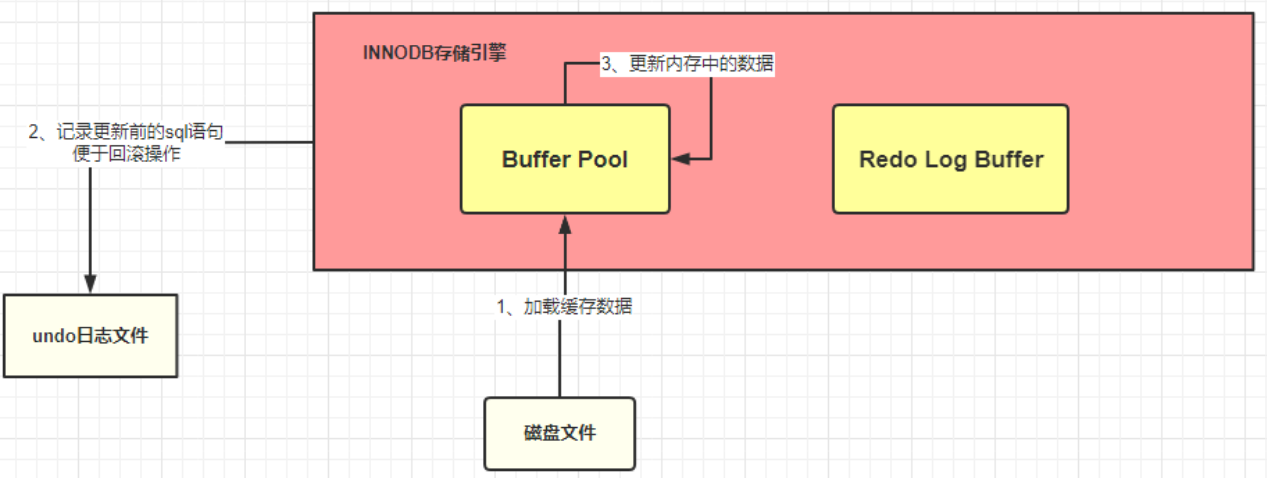 INNODB存储引擎
3、更新内存中的数据
2、记录更新前的sql语句
便于回滚操作
Buffer Pool
Redo Log Buffer
1、加载缓存数据
undo日志文件
磁盘文件